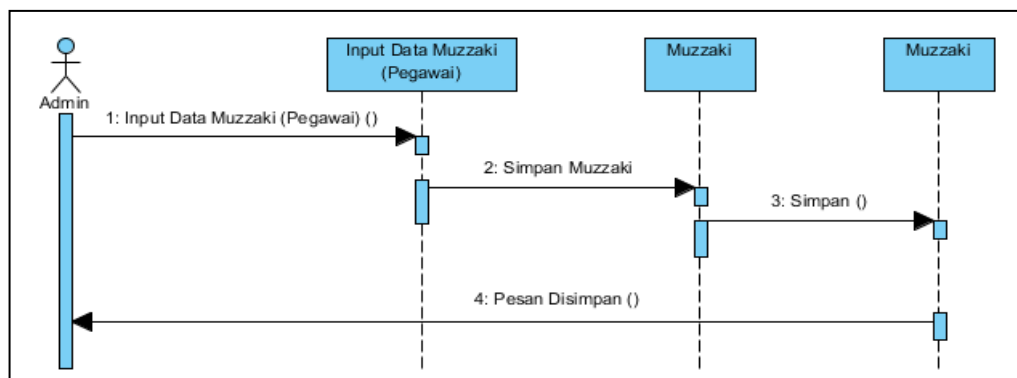 Input Data Muzzaki
(Pegawai)
Muzzaki
Muzzaki
Admin
1: Input Data Muzzaki (Pegawai) ()
2: Simpan Muzzaki
3: Simpan ()
4: Pesan Disimpan ()